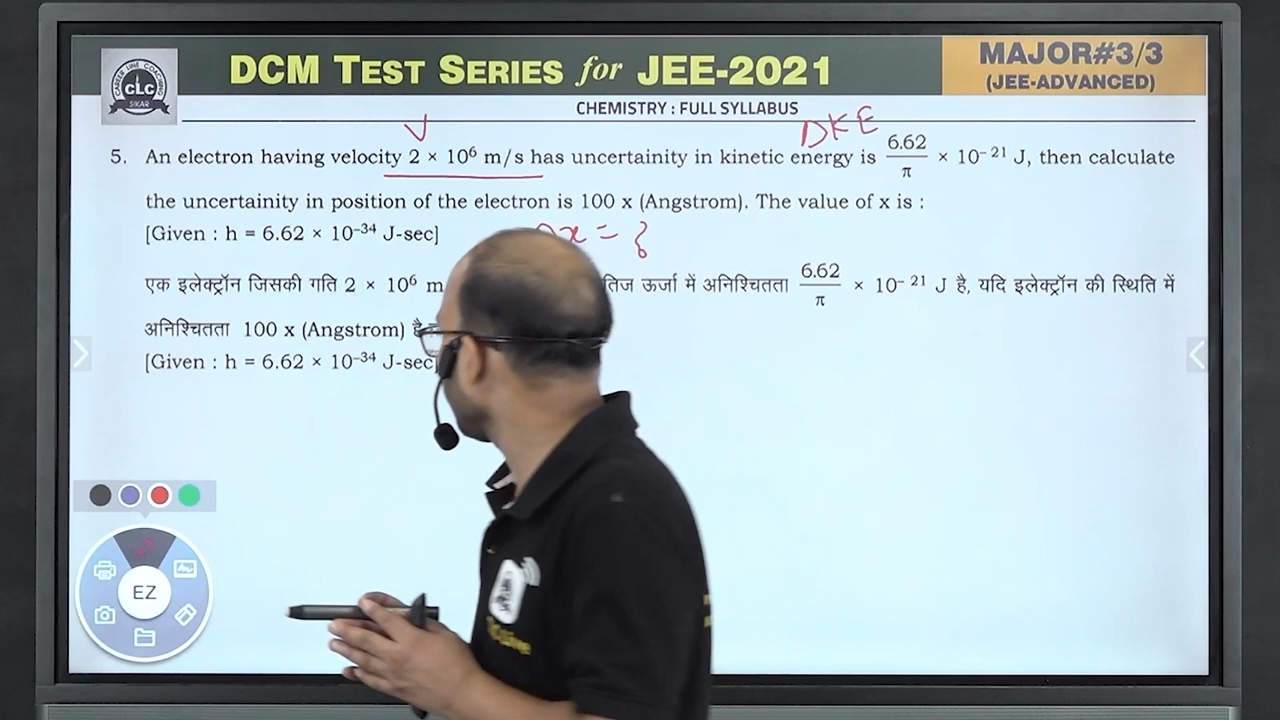 DCM TEST SERIES for JEE-2021
MAJOR#3/3
(JEE-ADVANCED)
CAREER LINE COACHING
CLC
SIKAR
CHEMISTRY : FULL SYLLABUS
V
DKE
5. An electron having velocity 2 × 10⁶ m/s has uncertainity in kinetic energy is 6.62/π × 10⁻²¹ J, then calculate
the uncertainity in position of the electron is 100 x (Angstrom). The value of x is :
[Given : h = 6.62 × 10⁻³⁴ J-sec]
x = {
एक इलेक्ट्रॉन जिसकी गति 2 × 10⁶ m ऊर्जा में अनिश्चितता 6.62/π × 10⁻²¹ J है, यदि इलेक्ट्रॉन की स्थिति में
अनिश्चितता 100 x (Angstrom) है
[Given : h = 6.62 × 10⁻³⁴ J-sec]
EZ